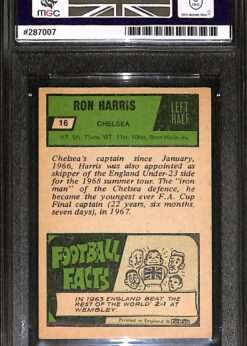 MGC
#287007
RON HARRIS
LEFT
HALF
16
CHELSEA
Chelsea's captain since January,
1966, Harris was also appointed as
skipper of the England Under-23 side
for the 1968 summer tour. The "iron
man" of the Chelsea defence, he
became the youngest ever F.A. Cup
Final captain (22 years, six months,
seven days), in 1967.
FOOTBALL
FACTS
IN 1963 ENGLAND BEAT THE
REST OF THE WORLD 2-1 AT
WEMBLEY.
Printed in England